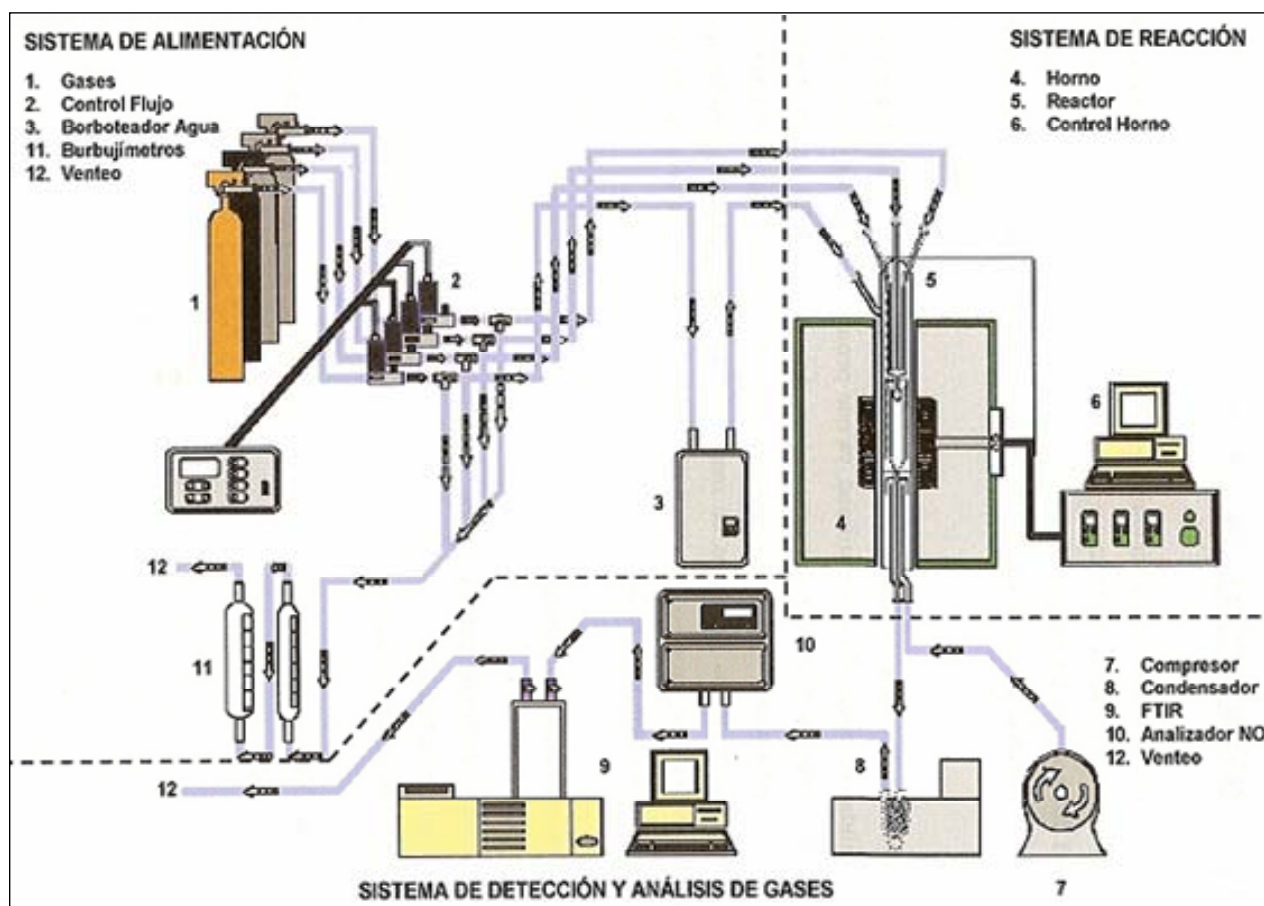 SISTEMA DE ALIMENTACIÓN
1. Gases
2. Control Flujo
3. Borboteador Agua
11. Burbujímetros
12. Venteo
SISTEMA DE REACCIÓN
4. Horno
5. Reactor
6. Control Horno
1
2
3
4
5
6
12
11
10
7. Compresor
8. Condensador
9. FTIR
10. Analizador NO
12. Venteo
12
9
8
7
SISTEMA DE DETECCIÓN Y ANÁLISIS DE GASES